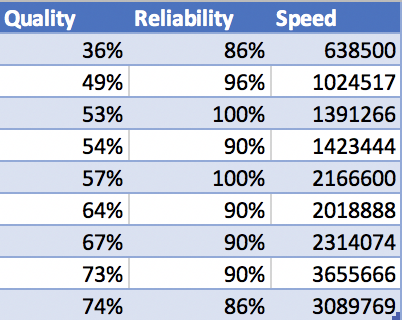 Quality Reliability Speed
36% 86% 638500
49% 96% 1024517
53% 100% 1391266
54% 90% 1423444
57% 100% 2166600
64% 90% 2018888
67% 90% 2314074
73% 90% 3655666
74% 86% 3089769